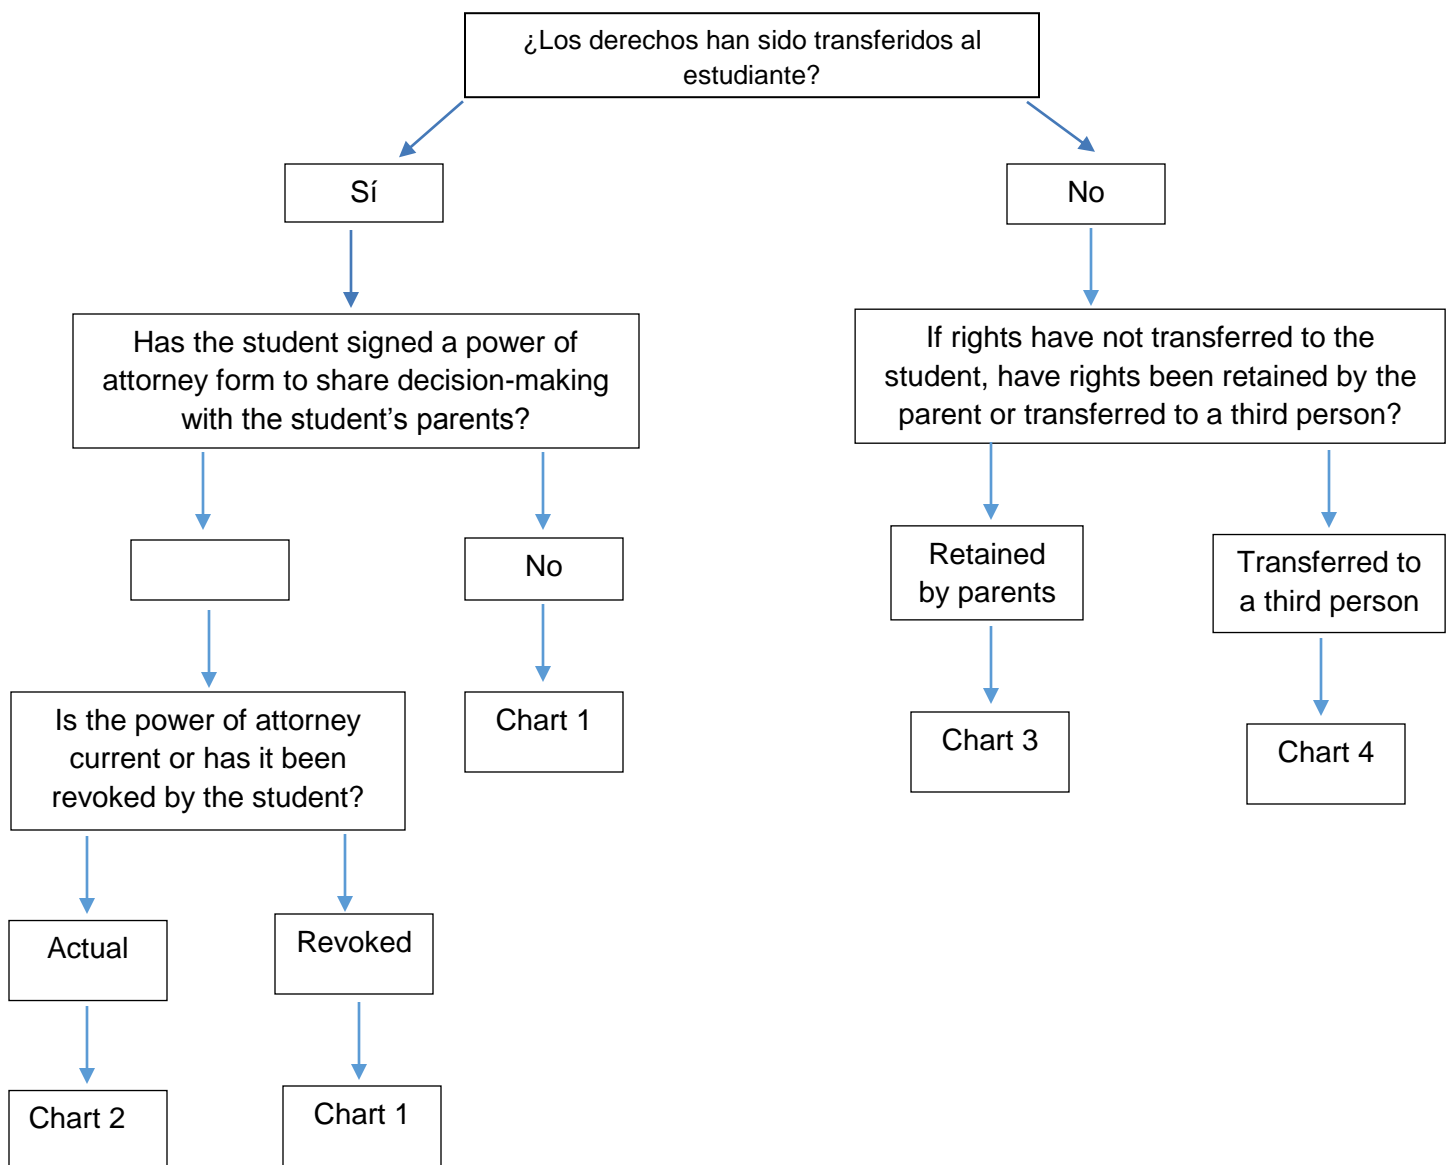 ¿Los derechos han sido transferidos al
estudiante?
Sí
No
Has the student signed a power of
attorney form to share decision-making
with the student’s parents?
If rights have not transferred to the
student, have rights been retained by the
parent or transferred to a third person?
No
Retained
by parents
Transferred to
a third person
Is the power of attorney
current or has it been
revoked by the student?
Chart 1
Chart 3
Chart 4
Actual
Revoked
Chart 2
Chart 1